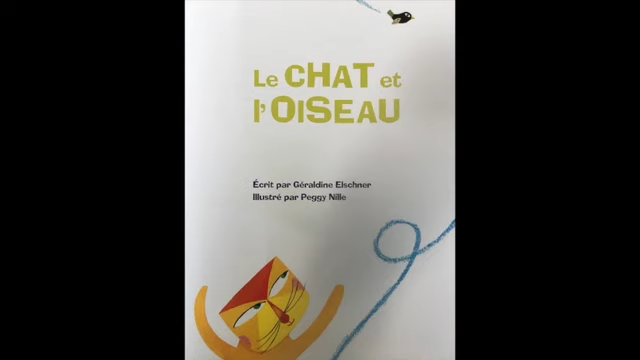 Le CHAT et
l'OISEAU
Écrit par Géraldine Elschner
Illustré par Peggy Nille